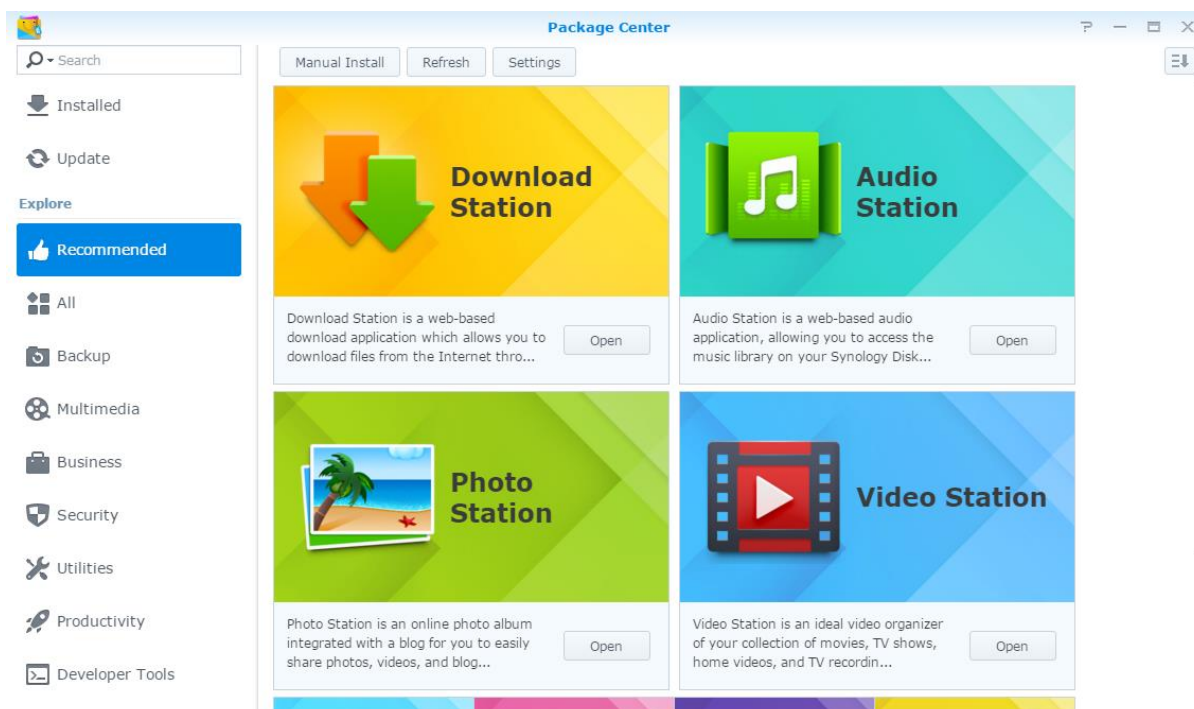 Package Center
Search
Manual Install
Refresh
Settings
Installed
Update
Explore
Recommended
All
Backup
Multimedia
Business
Security
Utilities
Productivity
Developer Tools
Download
Station
Download Station is a web-based
download application which allows you to
download files from the Internet thro...
Open
Audio
Station
Audio Station is a web-based audio
application, allowing you to access the
music library on your Synology Disk...
Open
Photo
Station
Photo Station is an online photo album
integrated with a blog for you to easily
share photos, videos, and blog...
Open
Video Station
Video Station is an ideal video organizer
of your collection of movies, TV shows,
home videos, and TV recordin...
Open